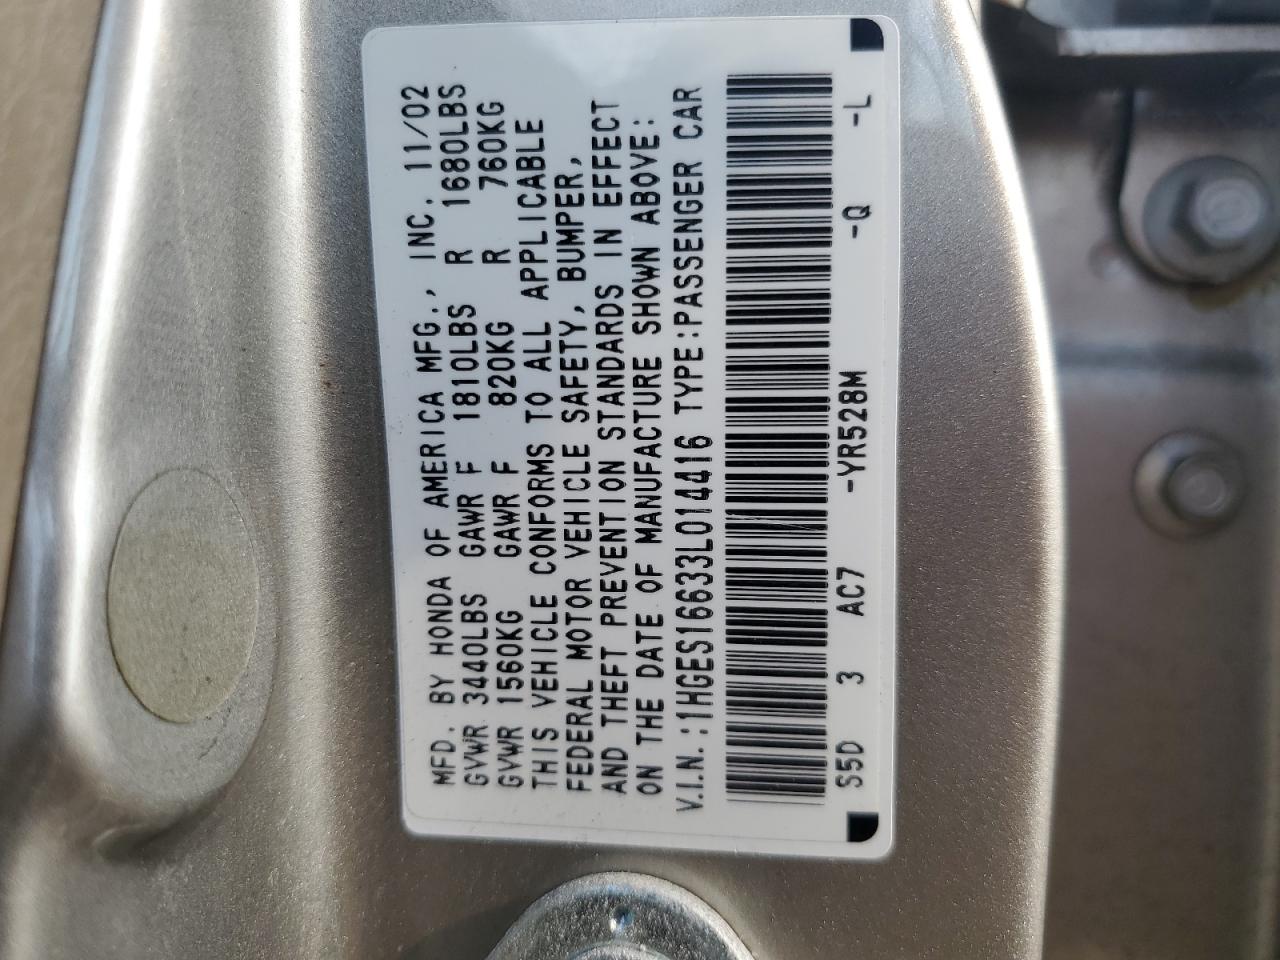 MFD. BY HONDA OF AMERICA MFG., INC. 11/02
GVWR 3440LBS GAWR F 1810LBS R 1680LBS
GVWR 1560KG GAWR F 820KG R 760KG
THIS VEHICLE CONFORMS TO ALL APPLICABLE
FEDERAL MOTOR VEHICLE SAFETY, BUMPER,
AND THEFT PREVENTION STANDARDS IN EFFECT
ON THE DATE OF MANUFACTURE SHOWN ABOVE:
V.I.N.:1HGES16633L014416 TYPE:PASSENGER CAR
S5D 3 AC7 -YR528M -Q -L